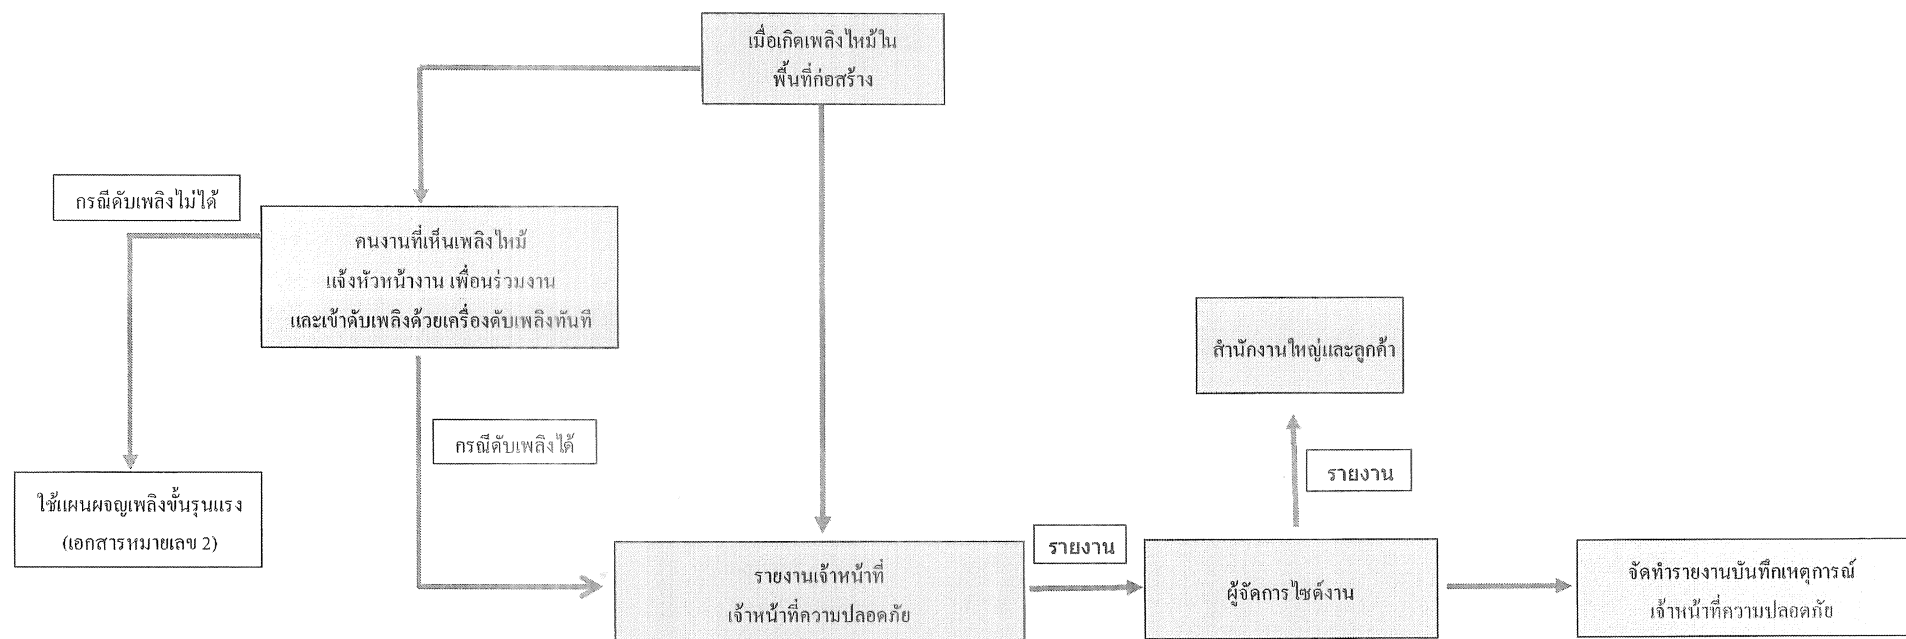 เมื่อเกิดเพลิงไหม้ใน
พื้นที่ก่อสร้าง
กรณีดับเพลิงไม่ได้
คนงานที่เห็นเพลิงไหม้
แจ้งหัวหน้างาน เพื่อนร่วมงาน
และเข้าดับเพลิงด้วยเครื่องดับเพลิงทันที
สำนักงานใหญ่และลูกค้า
กรณีดับเพลิงได้
รายงาน
ใช้แผนผจญเพลิงขั้นรุนแรง
(เอกสารหมายเลข 2)
รายงาน
รายงานเจ้าหน้าที่
เจ้าหน้าที่ความปลอดภัย
ผู้จัดการไซต์งาน
จัดทำรายงานบันทึกเหตุการณ์
เจ้าหน้าที่ความปลอดภัย